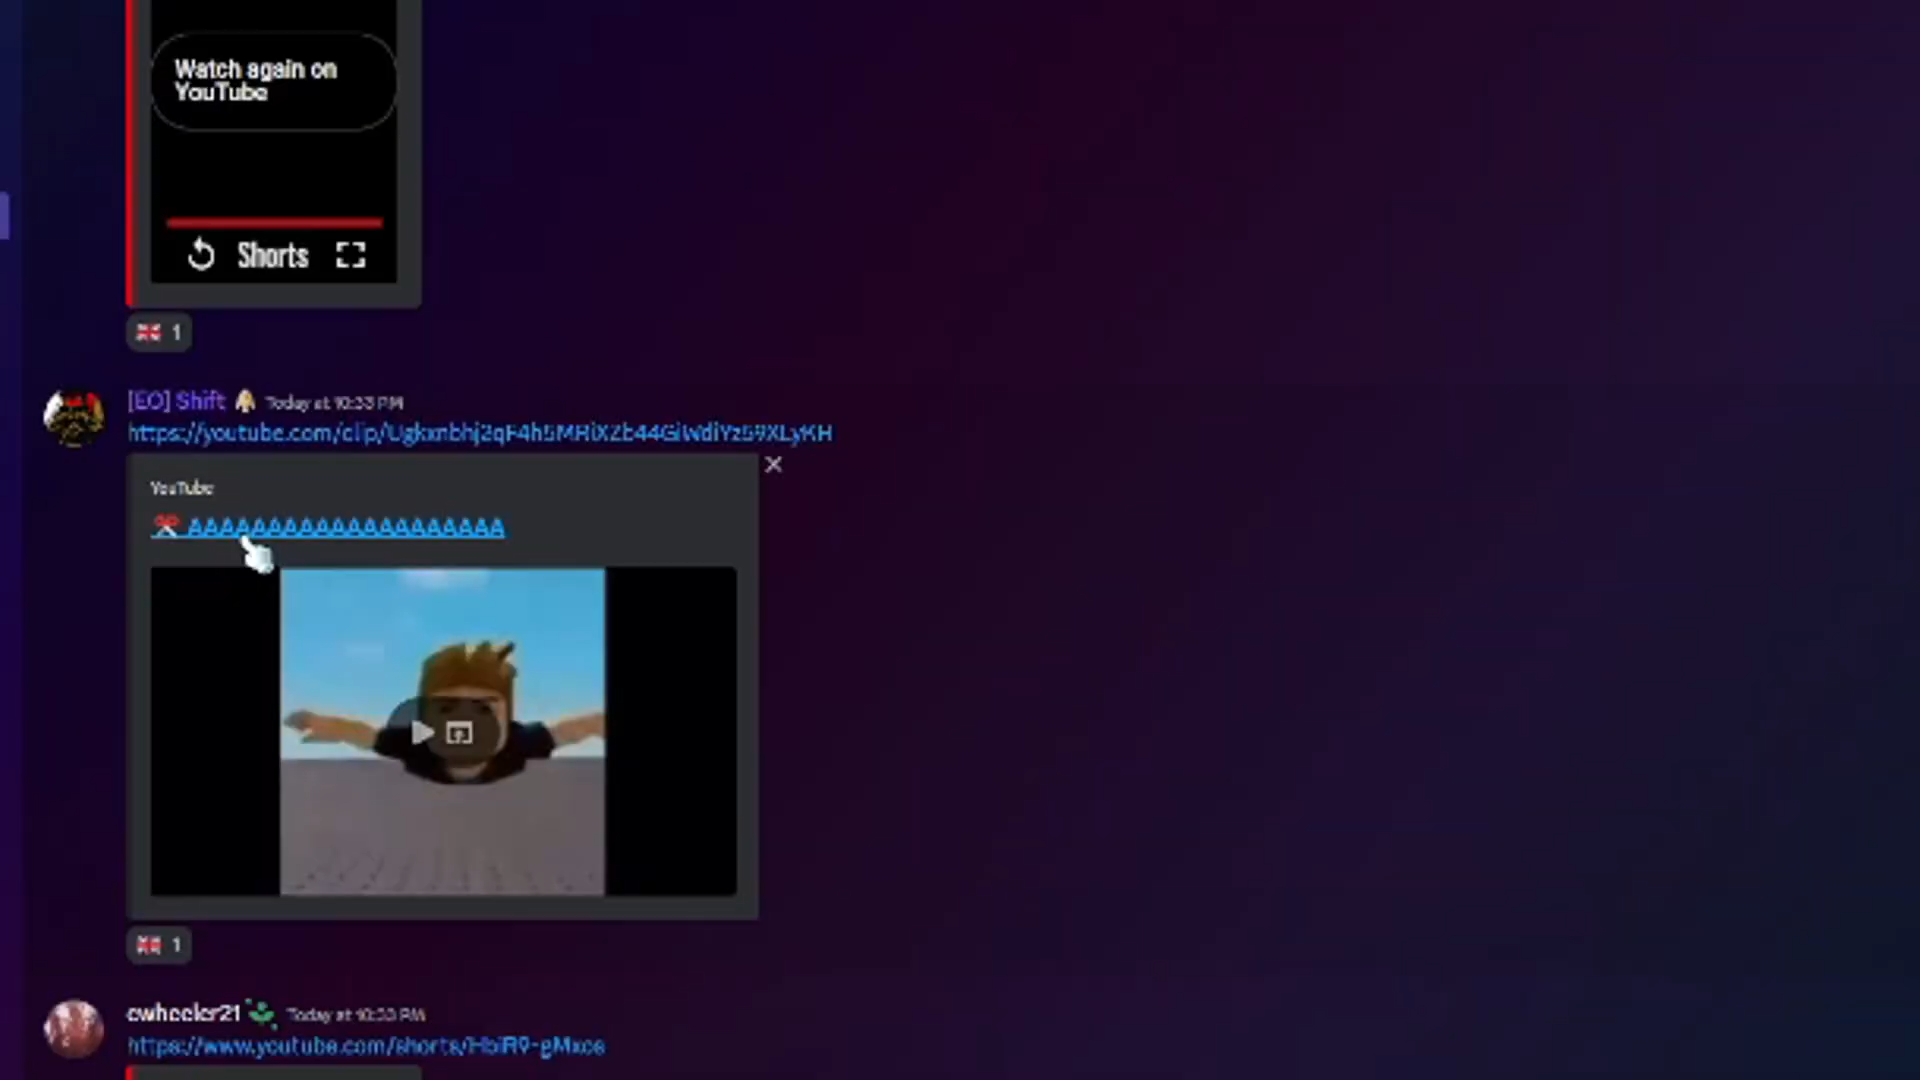 Watch again on
YouTube
Shorts
1
[EO] Shift Today at 10:33 PM
YouTube
AAAAAAAAAAAAAAAAAAAA
1
cwheeler21 Today at 10:33 PM